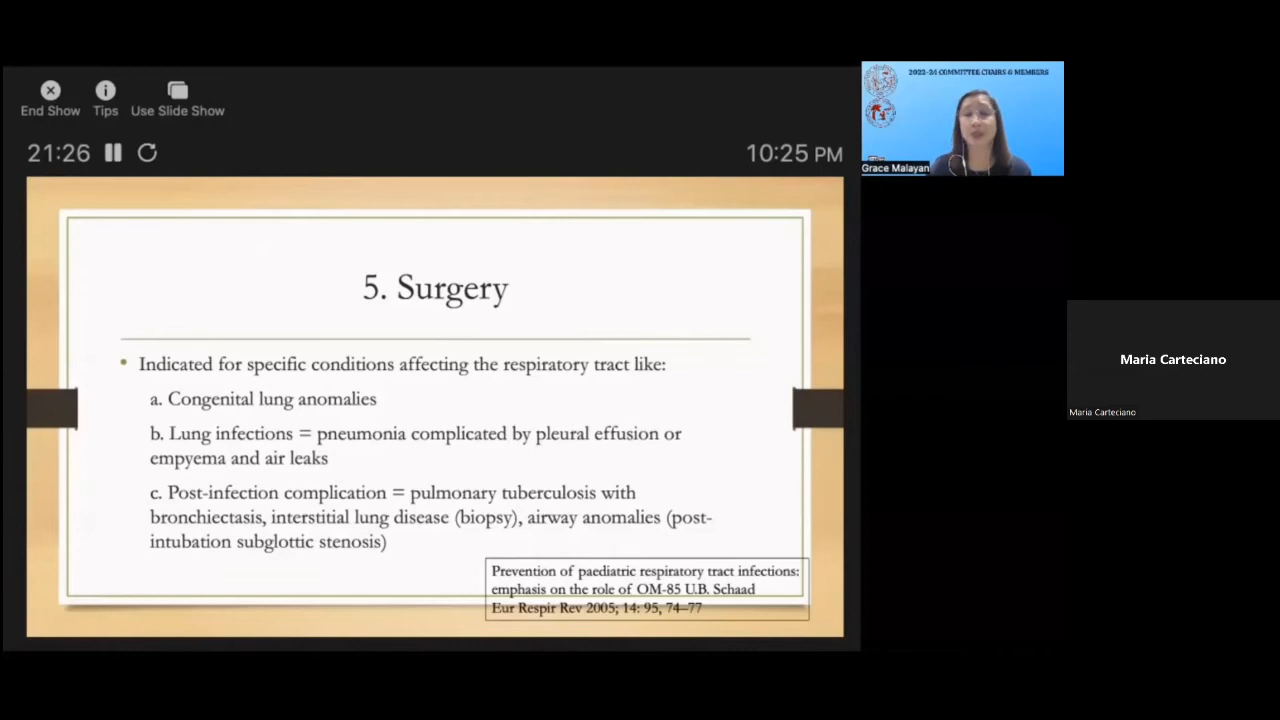 End Show Tips Use Slide Show
21:26 10:25 PM
5. Surgery
• Indicated for specific conditions affecting the respiratory tract like:
a. Congenital lung anomalies
b. Lung infections = pneumonia complicated by pleural effusion or
empyema and air leaks
c. Post-infection complication = pulmonary tuberculosis with
bronchiectasis, interstitial lung disease (biopsy), airway anomalies (post-
intubation subglottic stenosis)
Prevention of paediatric respiratory tract infections:
emphasis on the role of OM-85 U.B. Schaad
Eur Respir Rev 2005; 14: 95, 74–77
2022-24 COMMITTEE CHAIRS & MEMBERS
Grace Malayan
Maria Carteciano
Maria Carteciano